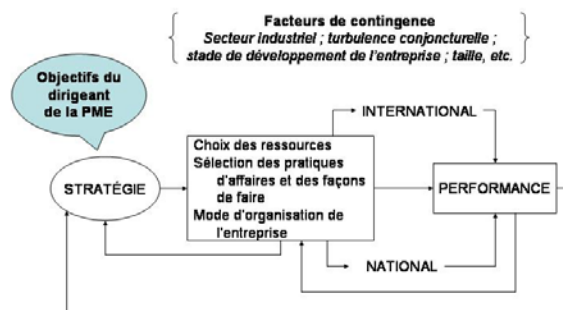 Facteurs de contingence
Secteur industriel ; turbulence conjoncturelle ;
stade de développement de l'entreprise ; taille, etc.
Objectifs du
dirigeant
de la PME
INTERNATIONAL
Choix des ressources
Sélection des pratiques
d'affaires et des façons
de faire
Mode d'organisation de
l'entreprise
STRATÉGIE
PERFORMANCE
NATIONAL